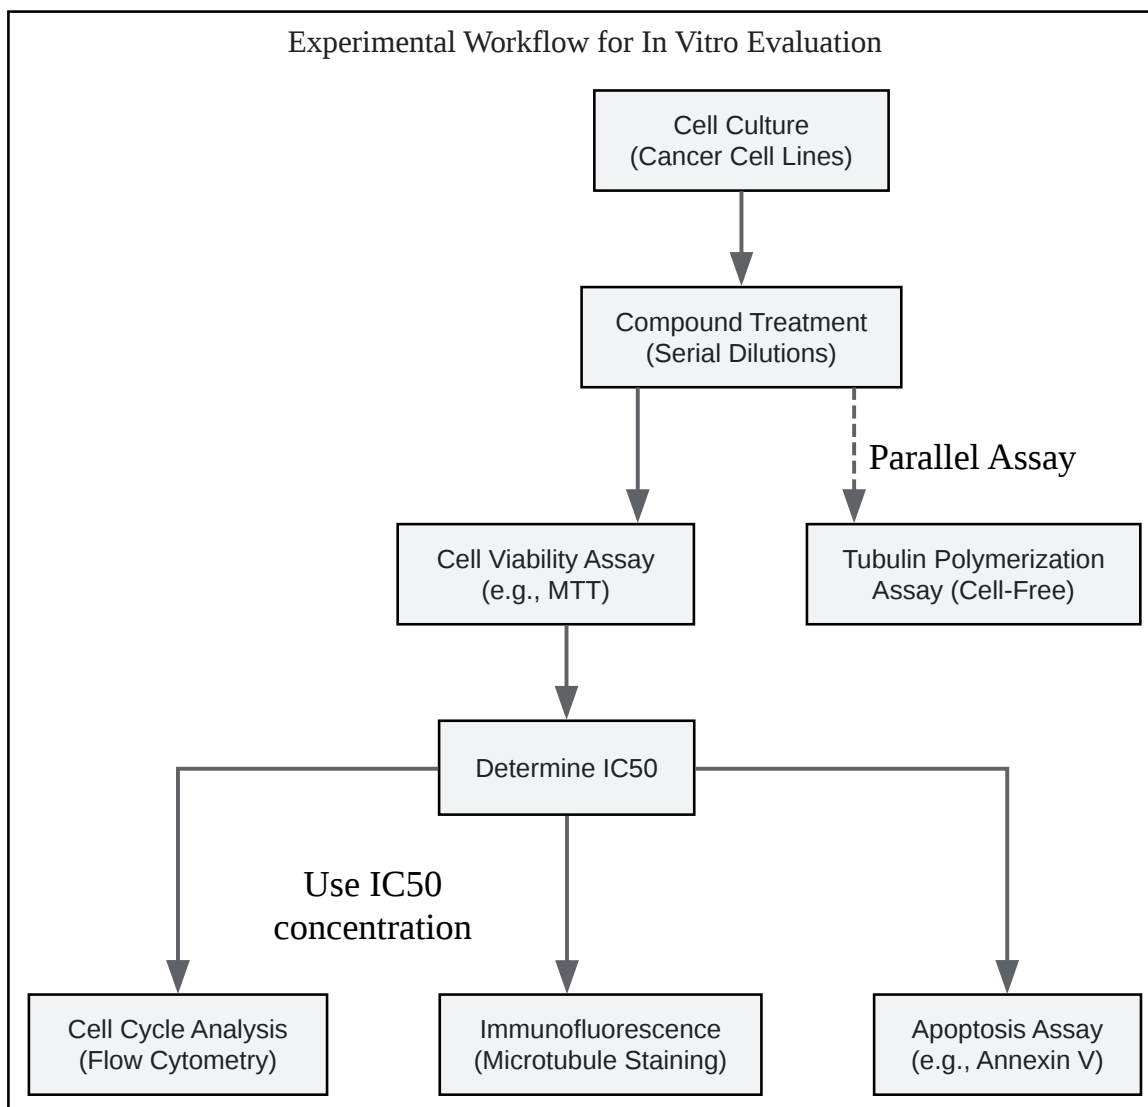 Experimental Workflow for In Vitro Evaluation
Cell Culture
(Cancer Cell Lines)
Compound Treatment
(Serial Dilutions)
Parallel Assay
Cell Viability Assay
(e.g., MTT)
Tubulin Polymerization
Assay (Cell-Free)
Determine IC50
Use IC50
concentration
Cell Cycle Analysis
(Flow Cytometry)
Immunofluorescence
(Microtubule Staining)
Apoptosis Assay
(e.g., Annexin V)